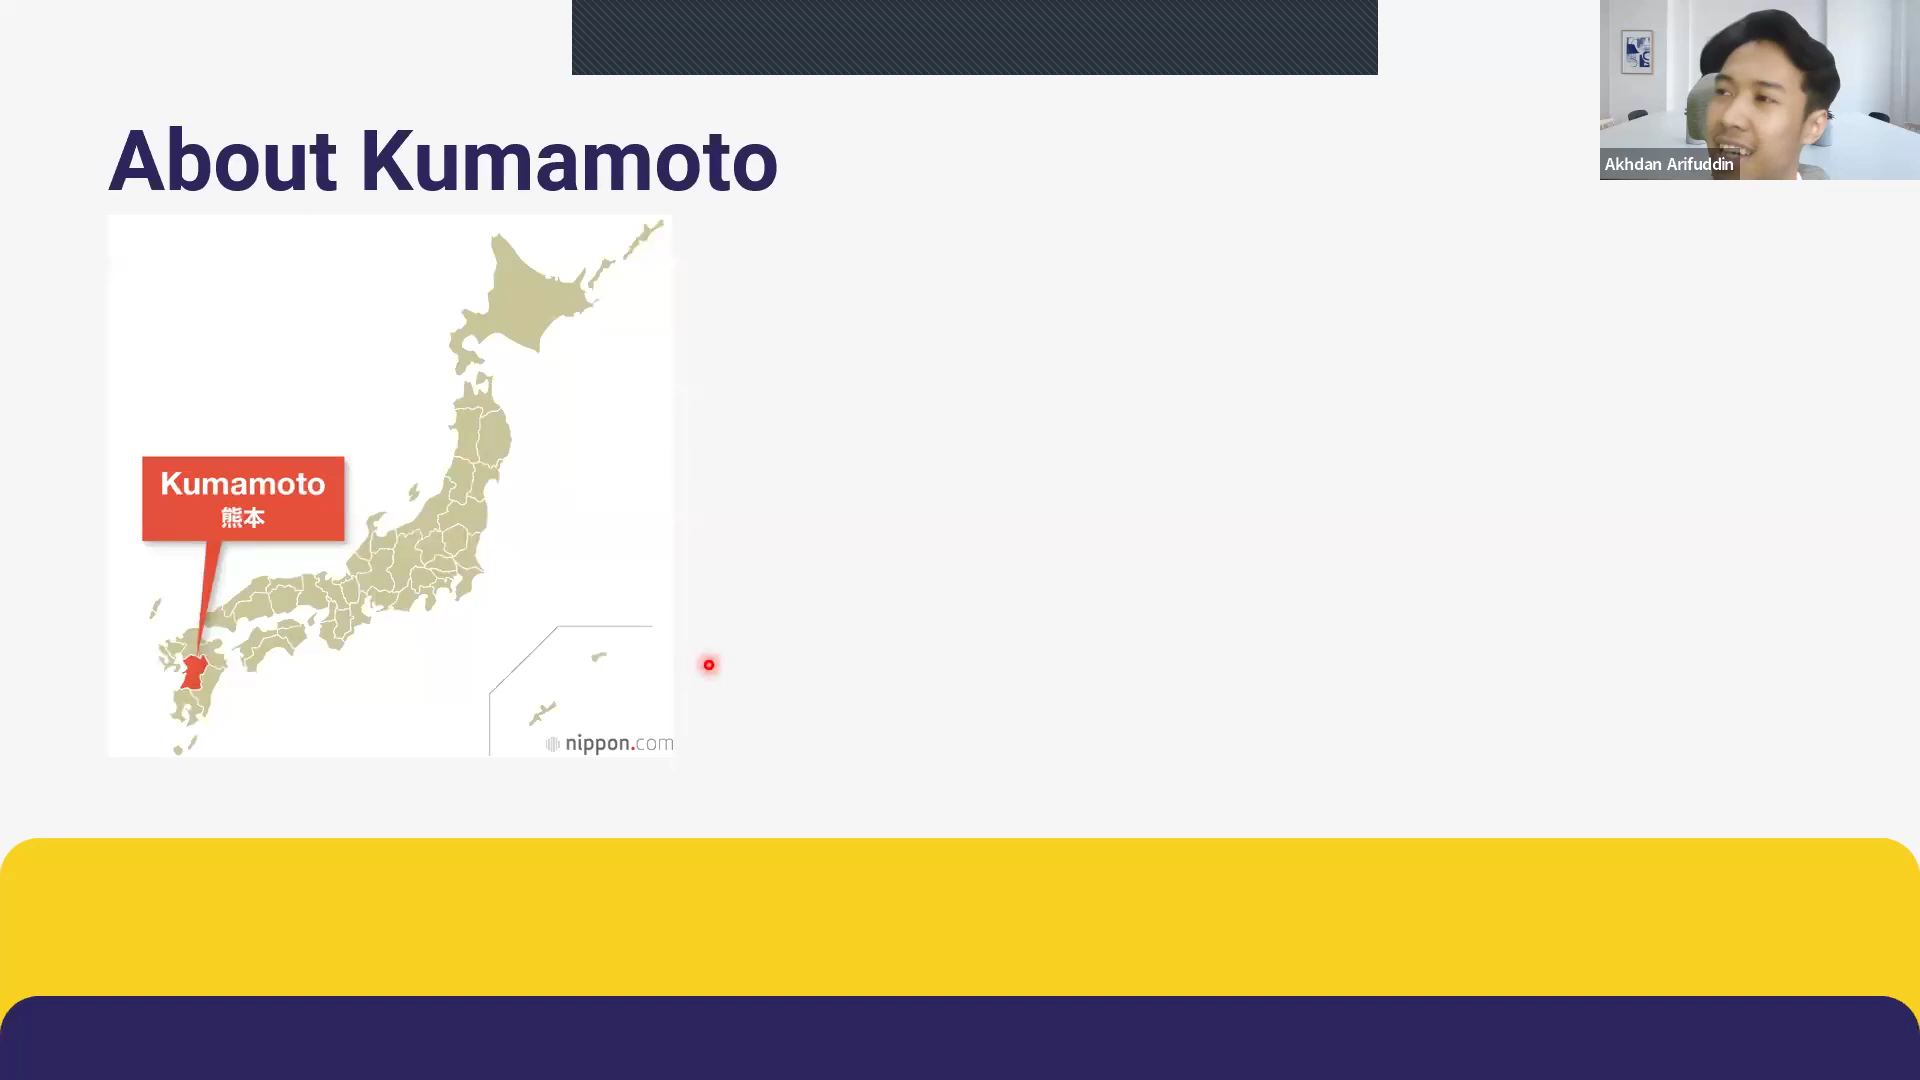 About Kumamoto
Akhdan Arifuddin
Kumamoto
熊本
nippon.com